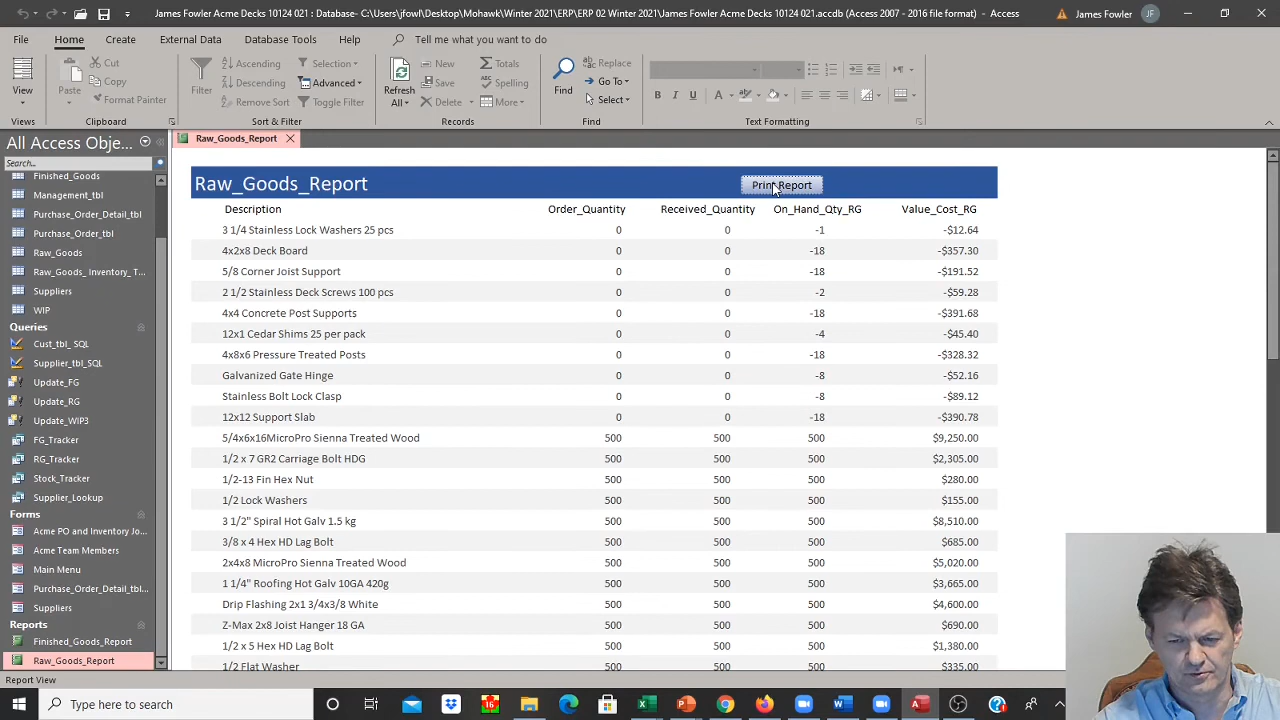 James Fowler Acme Decks 10124 021 : Report- Database- C:\Users\jfowl\Desktop\Mohawk\Winter 2021\ERP\ERP 02 Winter 2021\James Fowler Acme Decks 10124 021.accdb (Access 2007 - 2016 file format) - Access
James Fowler JF
File Home Create External Data Database Tools Help Tell me what you want to do
View
Views
Paste
Cut
Copy
Format Painter
Clipboard
Filter
Ascending
Descending
Remove Sort
Selection
Advanced
Toggle Filter
Sort & Filter
Refresh All
New
Save
Delete
Totals
Spelling
More
Records
Find
Replace
Go To
Select
Find
B I U A
Text Formatting
All Access Obje...
Search...
Finished_Goods
Management_tbl
Purchase_Order_Detail_tbl
Purchase_Order_tbl
Raw_Goods
Raw_Goods_ Inventory_ T...
Suppliers
WIP
Queries
Cust_tbl_ SQL
Supplier_tbl_SQL
Update_FG
Update_RG
Update_WIP3
FG_Tracker
RG_Tracker
Stock_Tracker
Supplier_Lookup
Forms
Acme PO and Inventory Jo...
Acme Team Members
Main Menu
Purchase_Order_Detail_tbl...
Suppliers
Reports
Finished_Goods_Report
Raw_Goods_Report
Raw_Goods_Report
Raw_Goods_Report Print Report
Description Order_Quantity Received_Quantity On_Hand_Qty_RG Value_Cost_RG
3 1/4 Stainless Lock Washers 25 pcs 0 0 -1 -$12.64
4x2x8 Deck Board 0 0 -18 -$357.30
5/8 Corner Joist Support 0 0 -18 -$191.52
2 1/2 Stainless Deck Screws 100 pcs 0 0 -2 -$59.28
4x4 Concrete Post Supports 0 0 -18 -$391.68
12x1 Cedar Shims 25 per pack 0 0 -4 -$45.40
4x8x6 Pressure Treated Posts 0 0 -18 -$328.32
Galvanized Gate Hinge 0 0 -8 -$52.16
Stainless Bolt Lock Clasp 0 0 -8 -$89.12
12x12 Support Slab 0 0 -18 -$390.78
5/4x6x16MicroPro Sienna Treated Wood 500 500 500 $9,250.00
1/2 x 7 GR2 Carriage Bolt HDG 500 500 500 $2,305.00
1/2-13 Fin Hex Nut 500 500 500 $280.00
1/2 Lock Washers 500 500 500 $155.00
3 1/2" Spiral Hot Galv 1.5 kg 500 500 500 $8,510.00
3/8 x 4 Hex HD Lag Bolt 500 500 500 $685.00
2x4x8 MicroPro Sienna Treated Wood 500 500 500 $5,020.00
1 1/4" Roofing Hot Galv 10GA 420g 500 500 500 $3,665.00
Drip Flashing 2x1 3/4x3/8 White 500 500 500 $4,600.00
Z-Max 2x8 Joist Hanger 18 GA 500 500 500 $690.00
1/2 x 5 Hex HD Lag Bolt 500 500 500 $1,380.00
1/2 Flat Washer 500 500 500 $335.00
Report View
Type here to search